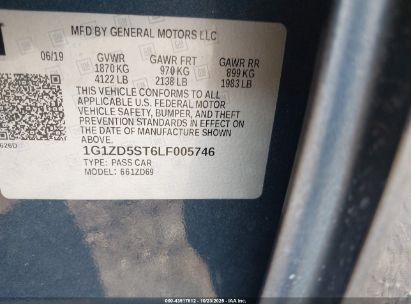 MFD BY GENERAL MOTORS LLC
06/19
GVWR GAWR FRT GAWR RR
1870 KG 970 KG 899 KG
4122 LB 2138 LB 1983 LB
THIS VEHICLE CONFORMS TO ALL
APPLICABLE U.S. FEDERAL MOTOR
VEHICLE SAFETY, BUMPER, AND THEFT
PREVENTION STANDARDS IN EFFECT ON
THE DATE OF MANUFACTURE SHOWN ABOVE.
1G1ZD5ST6LF005746
TYPE: PASS CAR
MODEL: 661ZD69